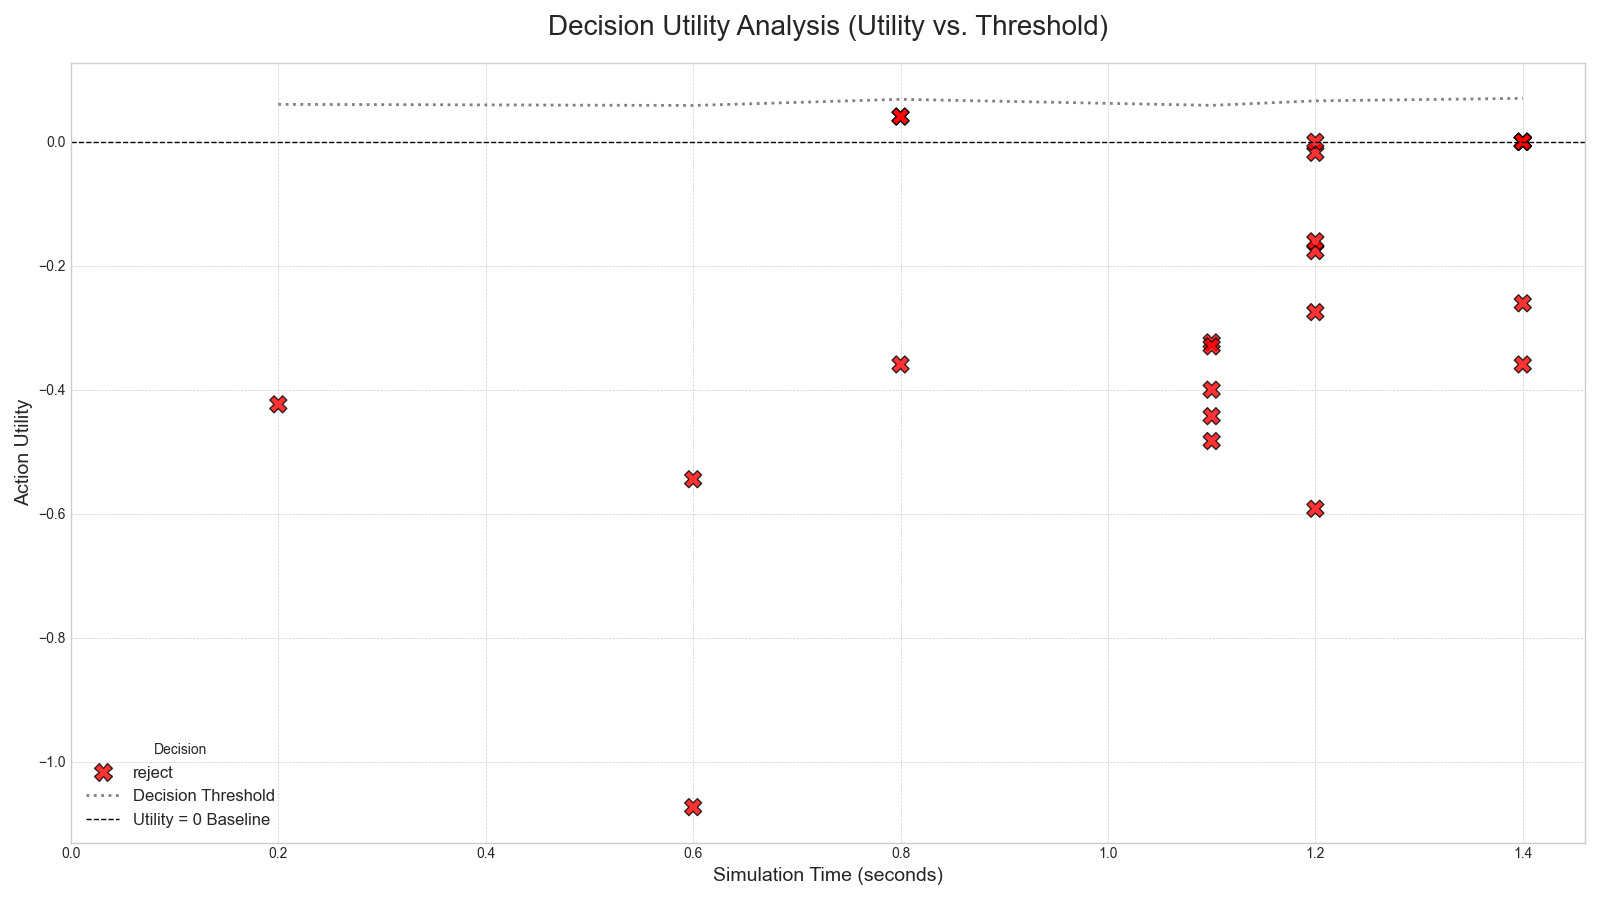 Decision Utility Analysis (Utility vs. Threshold)
Action Utility
0.0
−0.2
−0.4
−0.6
−0.8
−1.0
Decision
reject
Decision Threshold
Utility = 0 Baseline
0.0 0.2 0.4 0.6 0.8 1.0 1.2 1.4
Simulation Time (seconds)